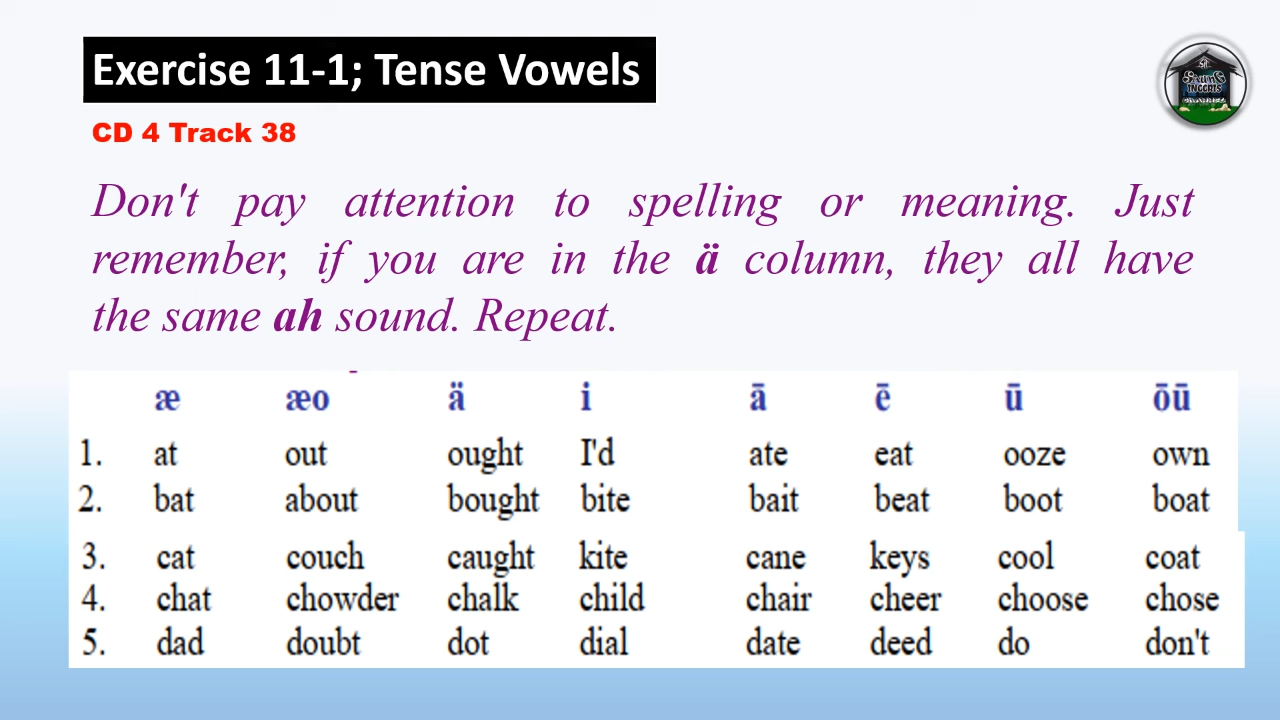 Exercise 11-1; Tense Vowels
CD 4 Track 38
Don't pay attention to spelling or meaning. Just
remember, if you are in the ä column, they all have
the same ah sound. Repeat.
æ æo ä i ā ē ū ōū
1. at out ought I'd ate eat ooze own
2. bat about bought bite bait beat boot boat
3. cat couch caught kite cane keys cool coat
4. chat chowder chalk child chair cheer choose chose
5. dad doubt dot dial date deed do don't